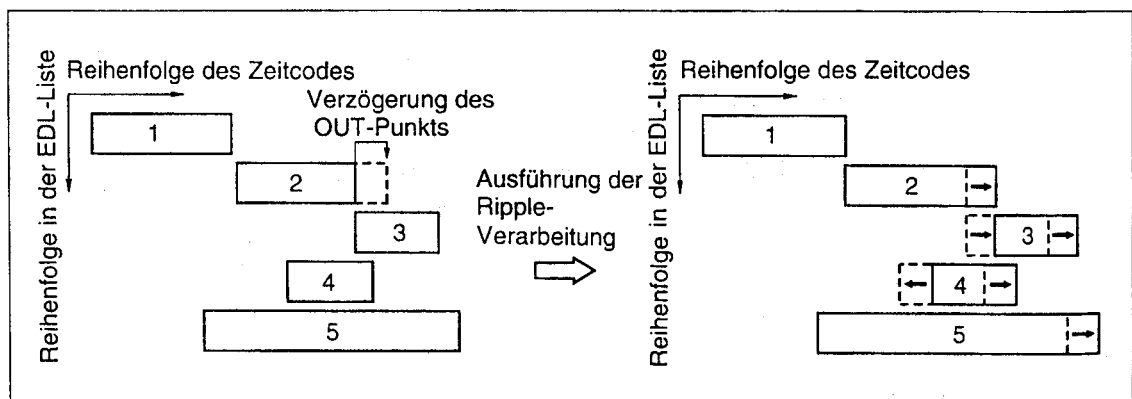 Reihenfolge in der EDL-Liste
Reihenfolge des Zeitcodes
Verzögerung des
OUT-Punkts
1
2
3
4
5
Ausführung der
Ripple-
Verarbeitung
Reihenfolge in der EDL-Liste
Reihenfolge des Zeitcodes
1
2
3
4
5